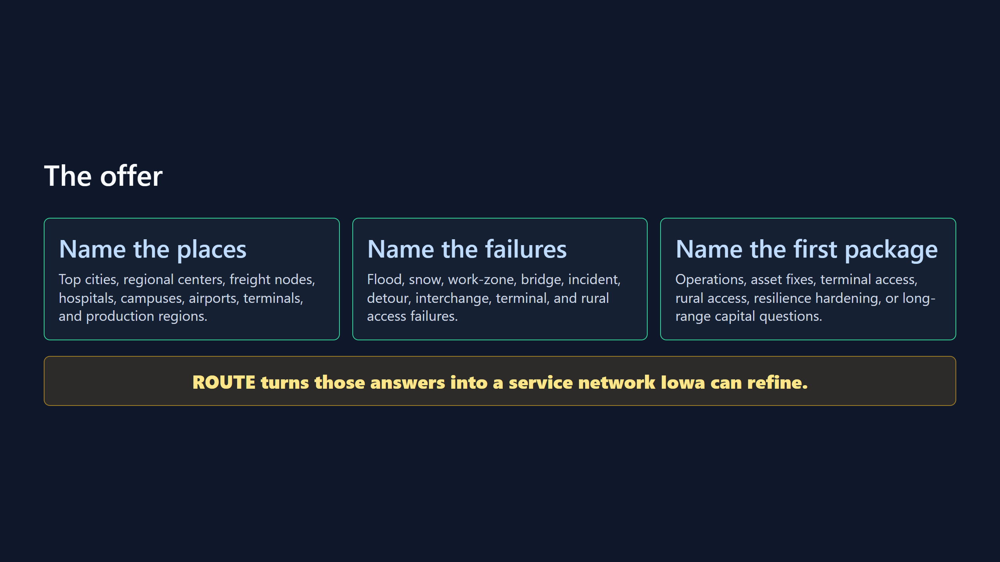 The offer
Name the places
Top cities, regional centers, freight nodes,
hospitals, campuses, airports, terminals,
and production regions.
Name the failures
Flood, snow, work-zone, bridge, incident,
detour, interchange, terminal, and rural
access failures.
Name the first package
Operations, asset fixes, terminal access,
rural access, resilience hardening, or long-
range capital questions.
ROUTE turns those answers into a service network Iowa can refine.